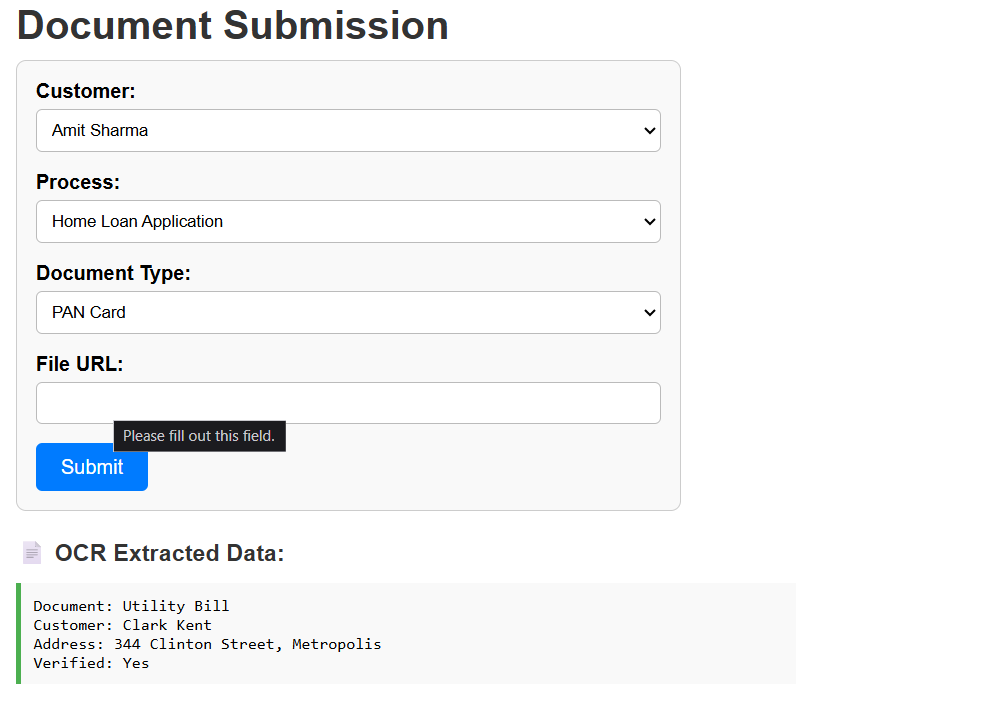 Document Submission
Customer:
Amit Sharma
Process:
Home Loan Application
Document Type:
PAN Card
File URL:
Please fill out this field.
Submit
OCR Extracted Data:
Document: Utility Bill
Customer: Clark Kent
Address: 344 Clinton Street, Metropolis
Verified: Yes